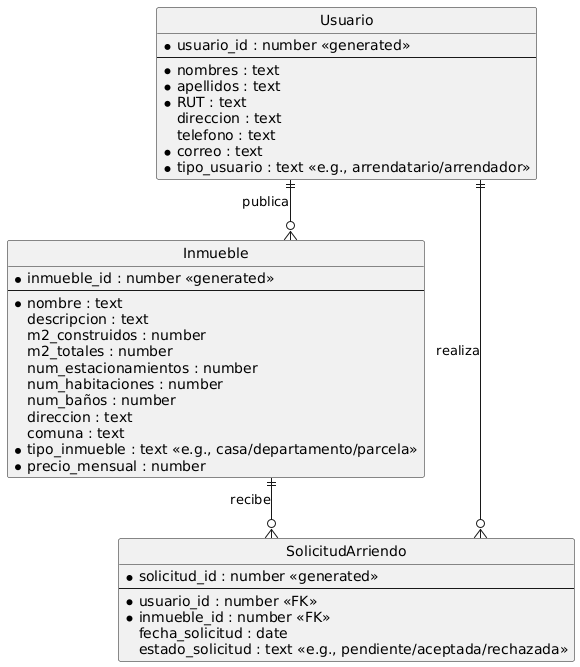 Usuario
usuario_id : number «generated»
nombres : text
apellidos : text
RUT : text
direccion : text
telefono : text
correo : text
tipo_usuario : text «e.g., arrendatario/arrendador»
publica
Inmueble
inmueble_id : number «generated»
nombre : text
descripcion : text
m2_construidos : number
m2_totales : number
num_estacionamientos : number
num_habitaciones : number
num_baños : number
direccion : text
comuna : text
tipo_inmueble : text «e.g., casa/departamento/parcela»
precio_mensual : number
realiza
recibe
SolicitudArriendo
solicitud_id : number «generated»
usuario_id : number «FK»
inmueble_id : number «FK»
fecha_solicitud : date
estado_solicitud : text «e.g., pendiente/aceptada/rechazada»